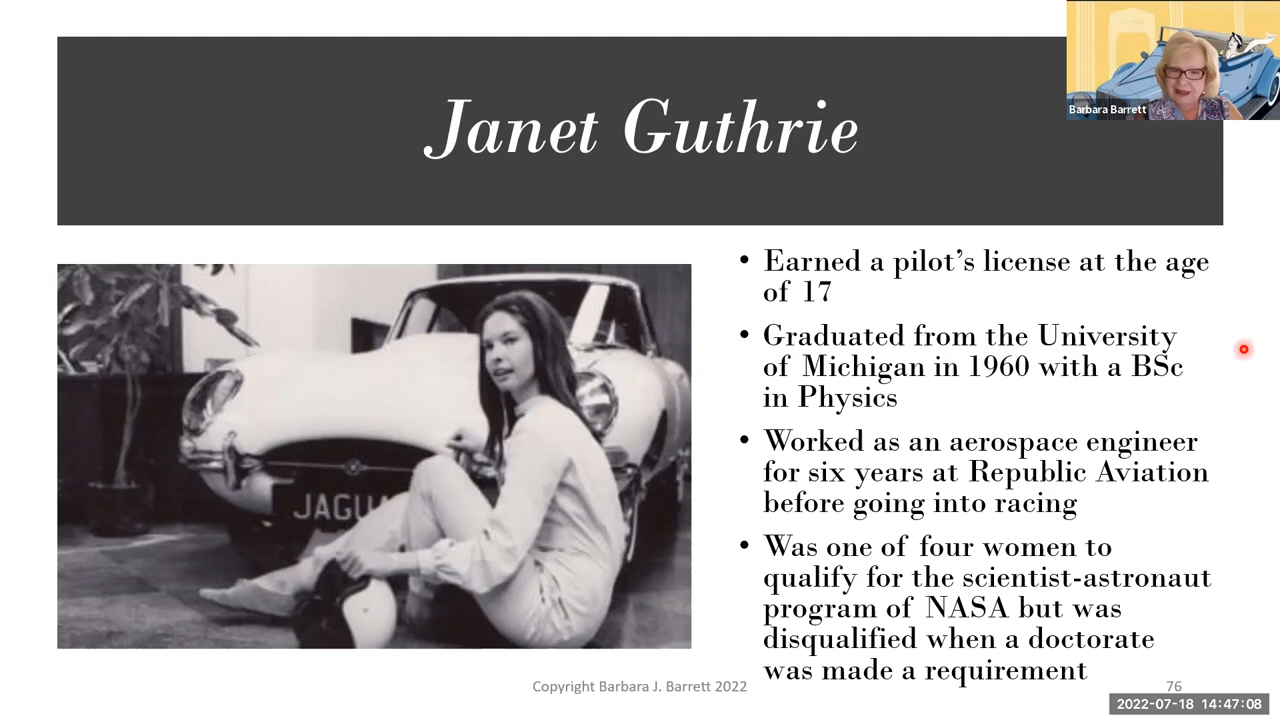 Barbara Barrett
Janet Guthrie
• Earned a pilot’s license at the age
of 17
• Graduated from the University
of Michigan in 1960 with a BSc
in Physics
• Worked as an aerospace engineer
for six years at Republic Aviation
before going into racing
• Was one of four women to
qualify for the scientist-astronaut
program of NASA but was
disqualified when a doctorate
was made a requirement
JAGU
Copyright Barbara J. Barrett 2022
76
2022-07-18 14:47:08